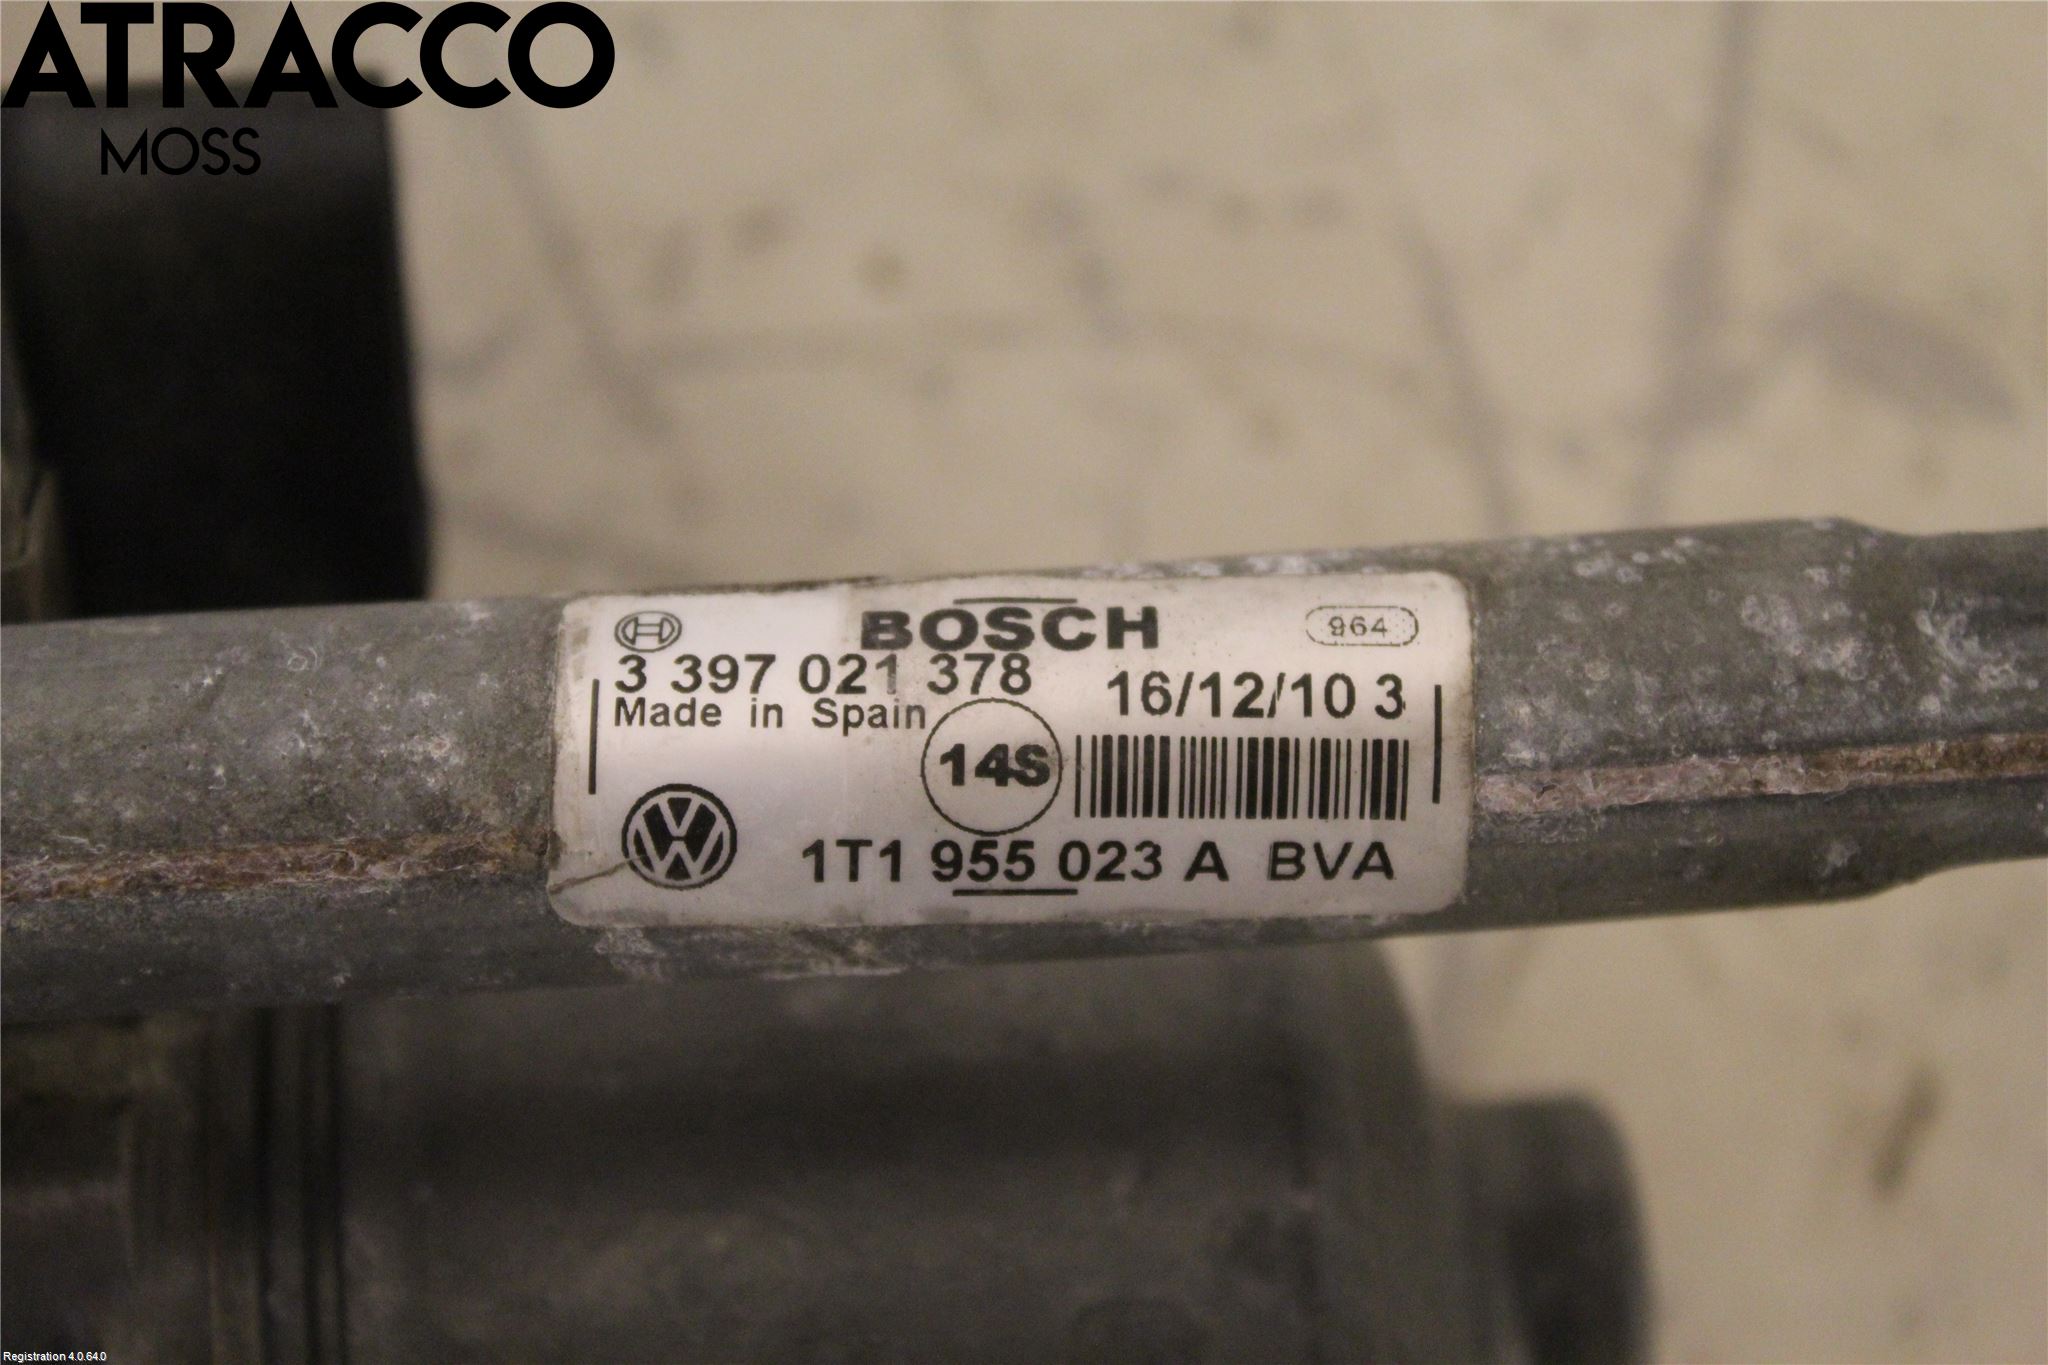 ATRACCO
MOSS
BOSCH
964
3 397 021 378
16/12/10 3
Made in Spain
14S
1T1 955 023 A BVA
Registration 4.0.64.0